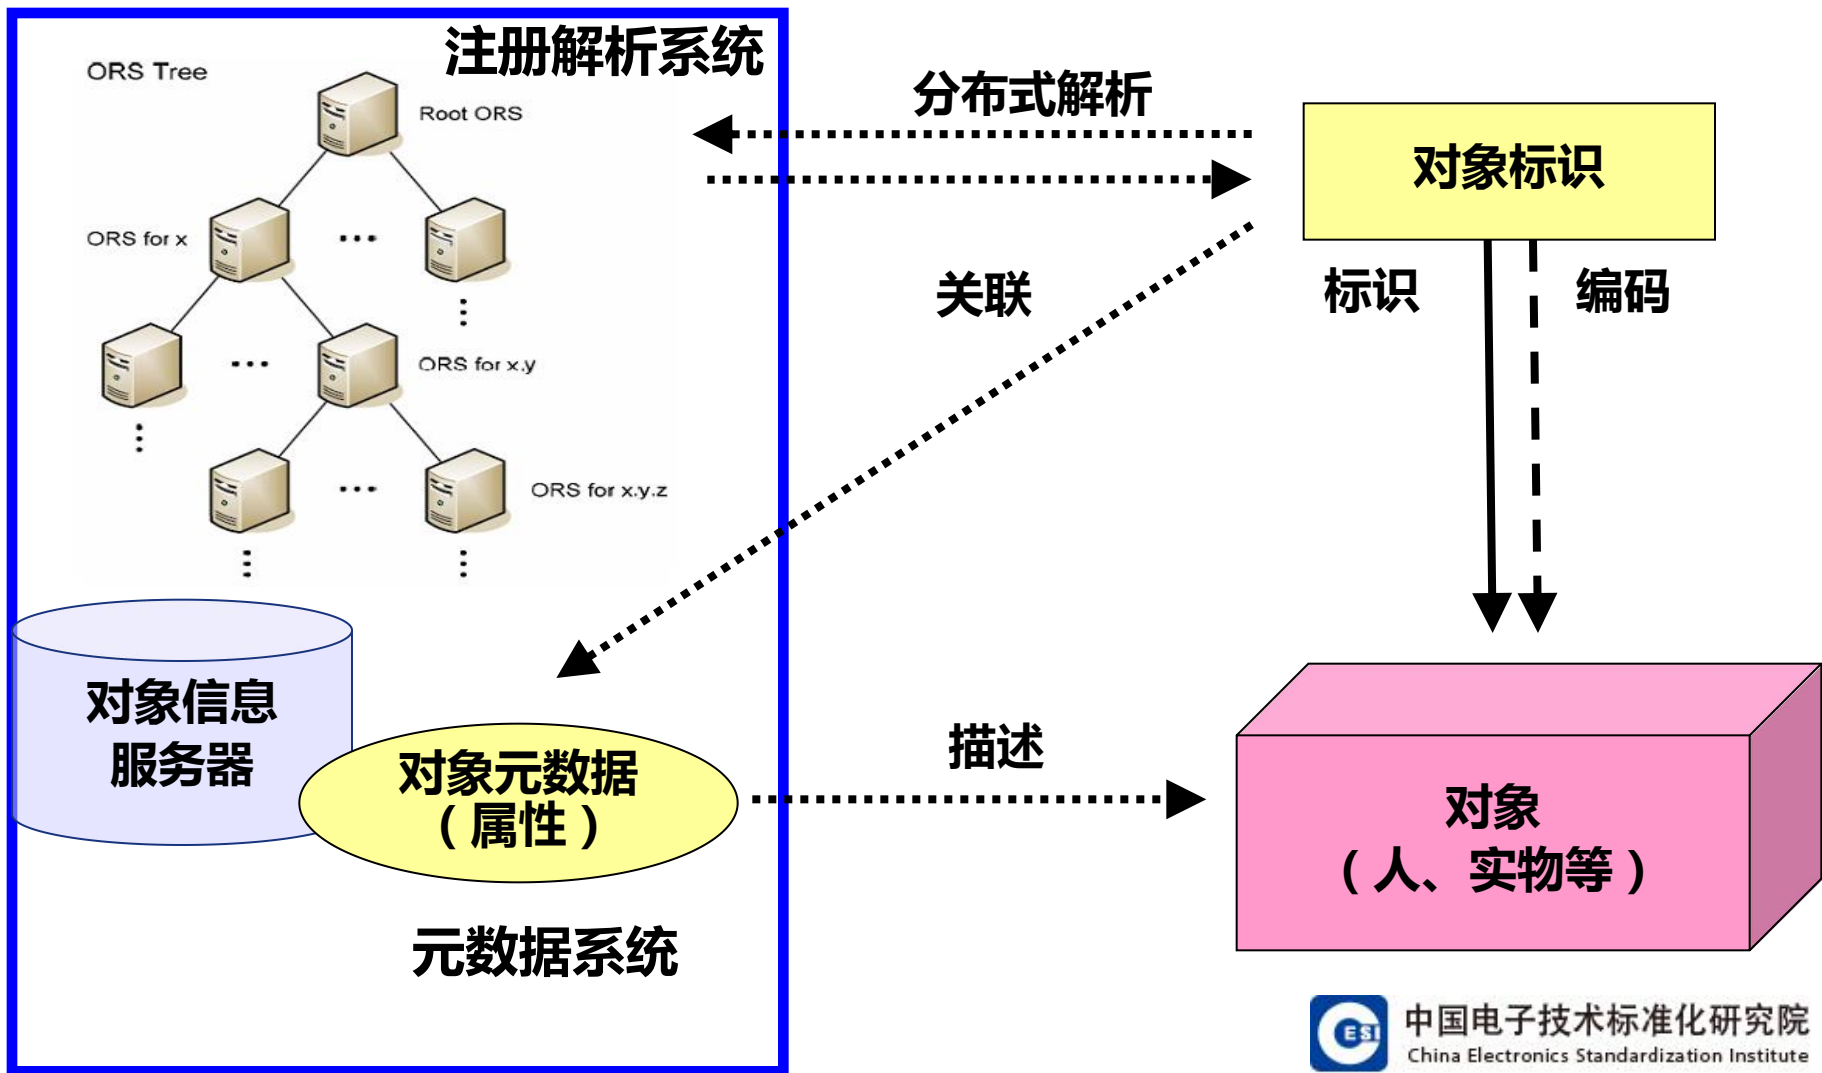 注册解析系统
ORS Tree
Root ORS
ORS for x
ORS for x.y
ORS for x.y.z
分布式解析
对象标识
关联
标识
编码
对象信息
服务器
对象元数据
（属性）
描述
对象
（人、实物等）
元数据系统
CESI
中国电子技术标准化研究院
China Electronics Standardization Institute